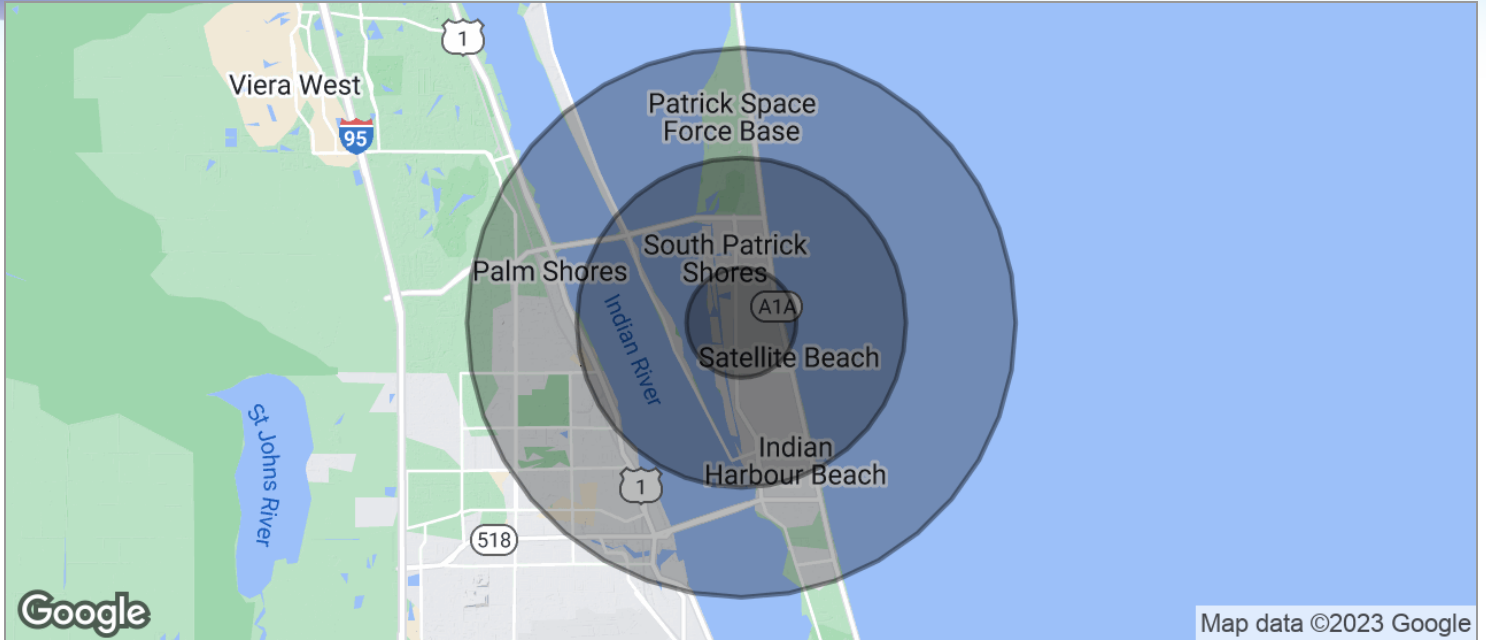 1
Viera West
95
Patrick Space
Force Base
South Patrick
Shores
Palm Shores
A1A
Indian River
Satellite Beach
St Johns River
Indian
Harbour Beach
1
518
Google
Map data ©2023 Google